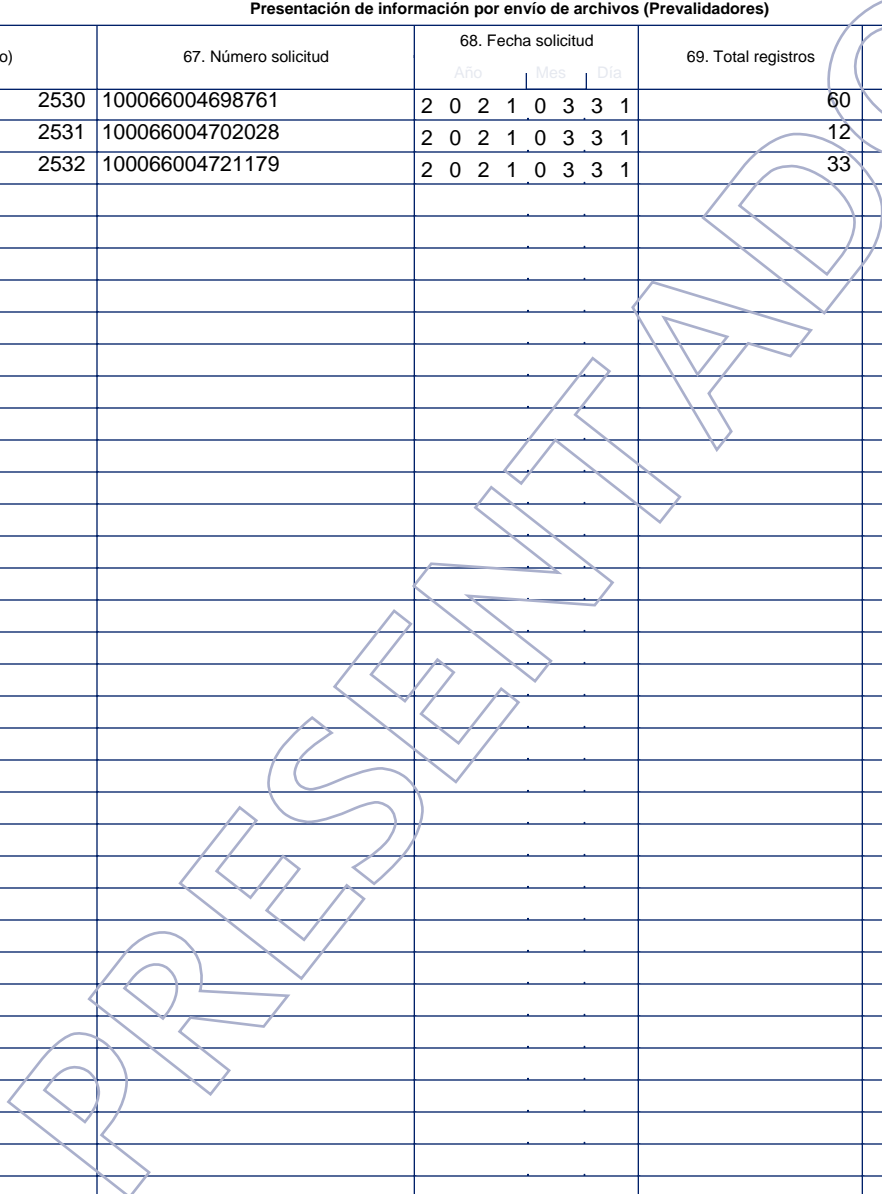 Presentación de información por envío de archivos (Prevalidadores)
o) 67. Número solicitud 68. Fecha solicitud 69. Total registros
Año Mes Día
2530 100066004698761 2 0 2 1 0 3 3 1 60
2531 100066004702028 2 0 2 1 0 3 3 1 12
2532 100066004721179 2 0 2 1 0 3 3 1 33
PRESENTADO